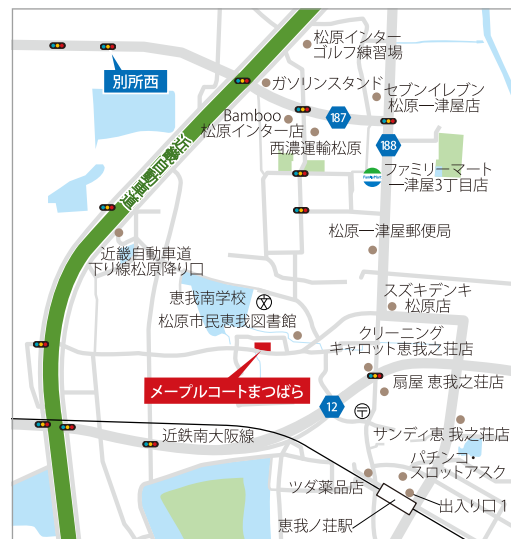 松原インター
ゴルフ練習場
別所西
ガソリンスタンド
セブンイレブン
松原一津屋店
Bamboo
松原インター店
187
西濃運輸松原
188
近畿自動車道
FamilyMart
ファミリーマート
一津屋3丁目店
近畿自動車道
下り線松原降り口
松原一津屋郵便局
恵我南学校
文
松原市民恵我図書館
スズキデンキ
松原店
クリーニング
キャロット恵我之荘店
メープルコートまつばら
扇屋 恵我之荘店
12
近鉄南大阪線
サンディ恵 我之荘店
パチンコ・
スロットアスク
ツダ薬品店
出入り口1
恵我ノ荘駅